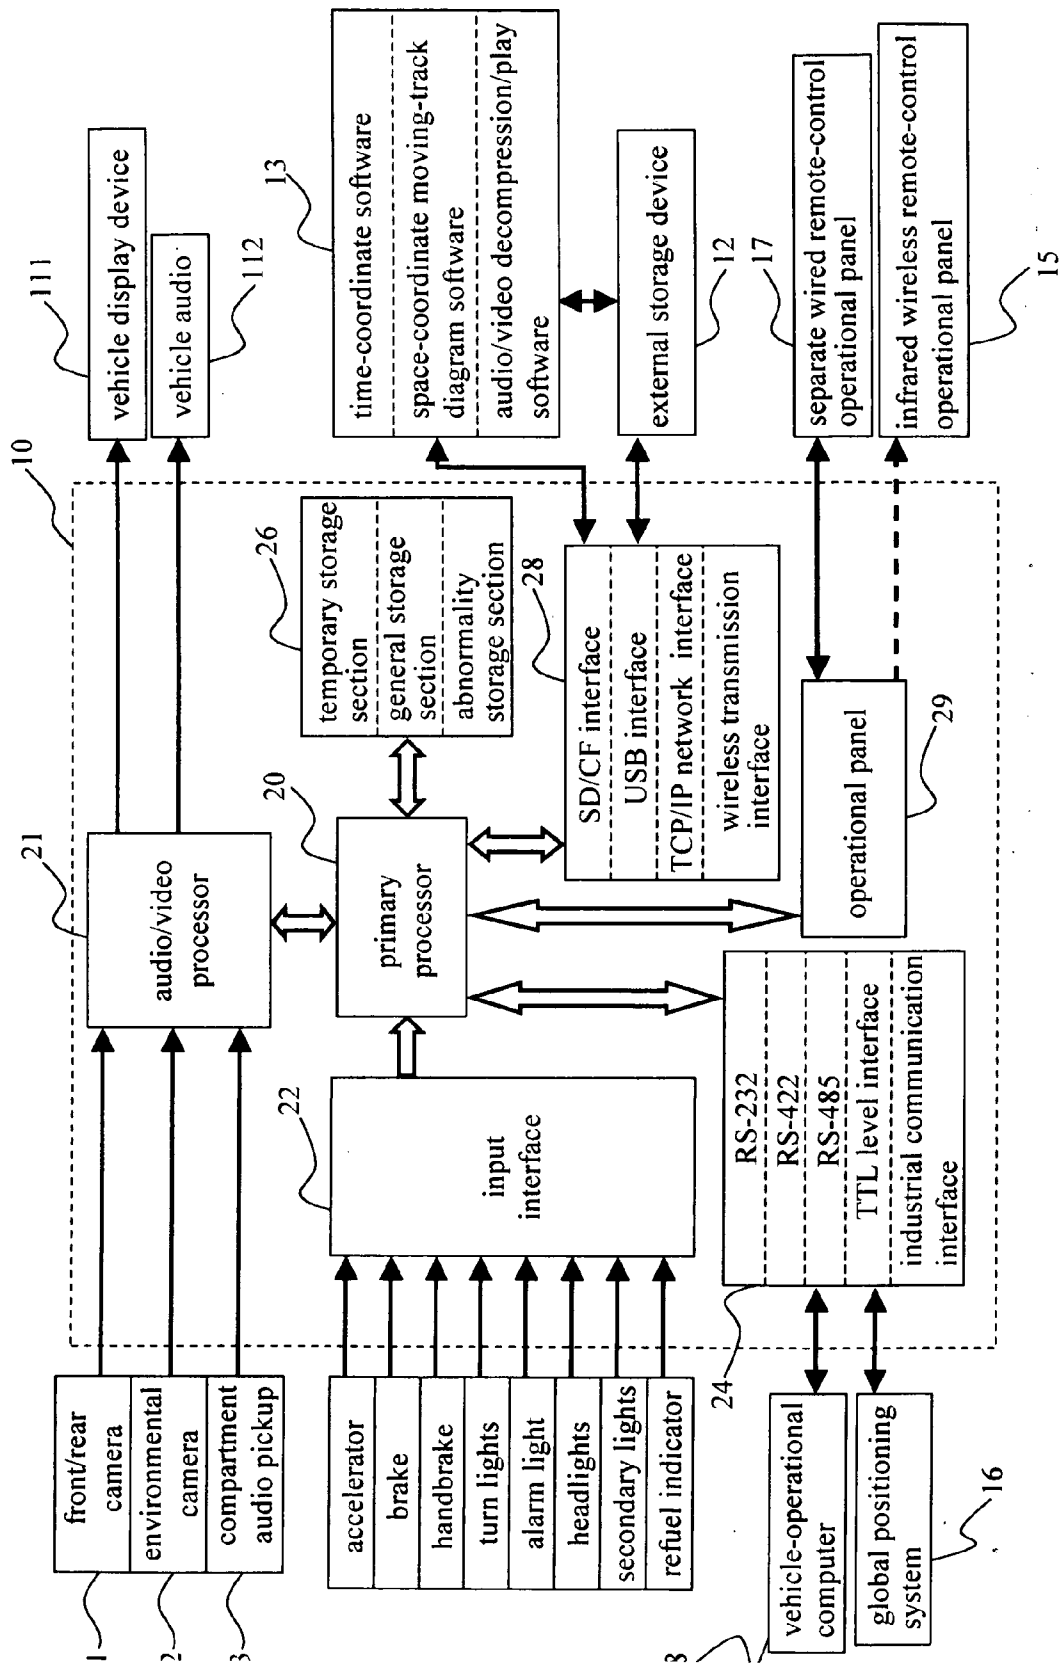 10
111
vehicle display device
vehicle audio
112
13
time-coordinate software
space-coordinate moving-track
diagram software
audio/video decompression/play
software
external storage device
12
17
separate wired remote-control
operational panel
infrared wireless remote-control
operational panel
15
21
audio/video
processor
20
primary
processor
26
temporary storage
section
general storage
section
abnormality
storage section
28
SD/CF interface
USB interface
TCP/IP network interface
wireless transmission
interface
operational panel
29
22
input
interface
RS-232
RS-422
RS-485
TTL level interface
industrial communication
interface
24
front/rear
camera
environmental
camera
compartment
audio pickup
1
2
3
accelerator
brake
handbrake
turn lights
alarm light
headlights
secondary lights
refuel indicator
vehicle-operational
computer
8
global positioning
system
16